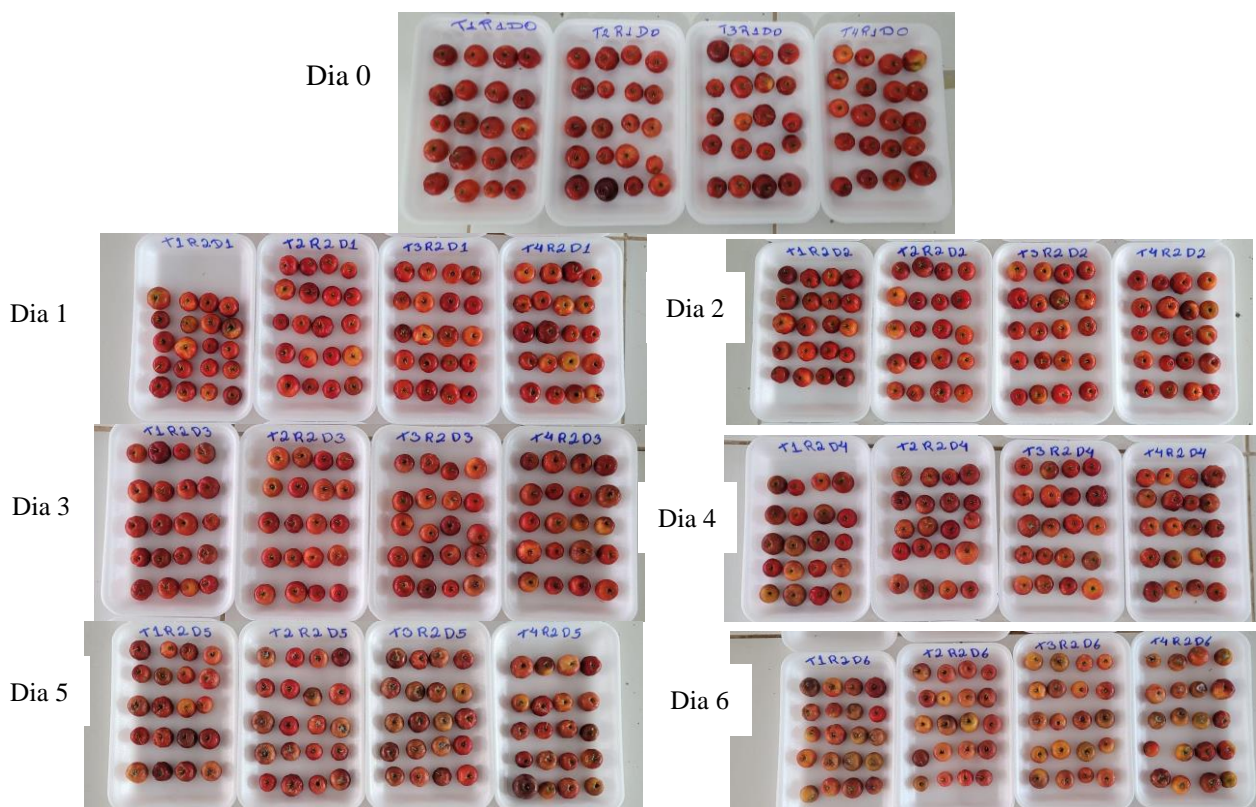 Dia 0
T1R1D0
T2R1D0
T3R1D0
T4R1D0
Dia 1
T1R2D1
T2R2D1
T3R2D1
T4R2D1
Dia 2
T1R2D2
T2R2D2
T3R2D2
T4R2D2
Dia 3
T1R2D3
T2R2D3
T3R2D3
T4R2D3
Dia 4
T1R2D4
T2R2D4
T3R2D4
T4R2D4
Dia 5
T1R2D5
T2R2D5
T3R2D5
T4R2D5
Dia 6
T1R2D6
T2R2D6
T3R2D6
T4R2D6